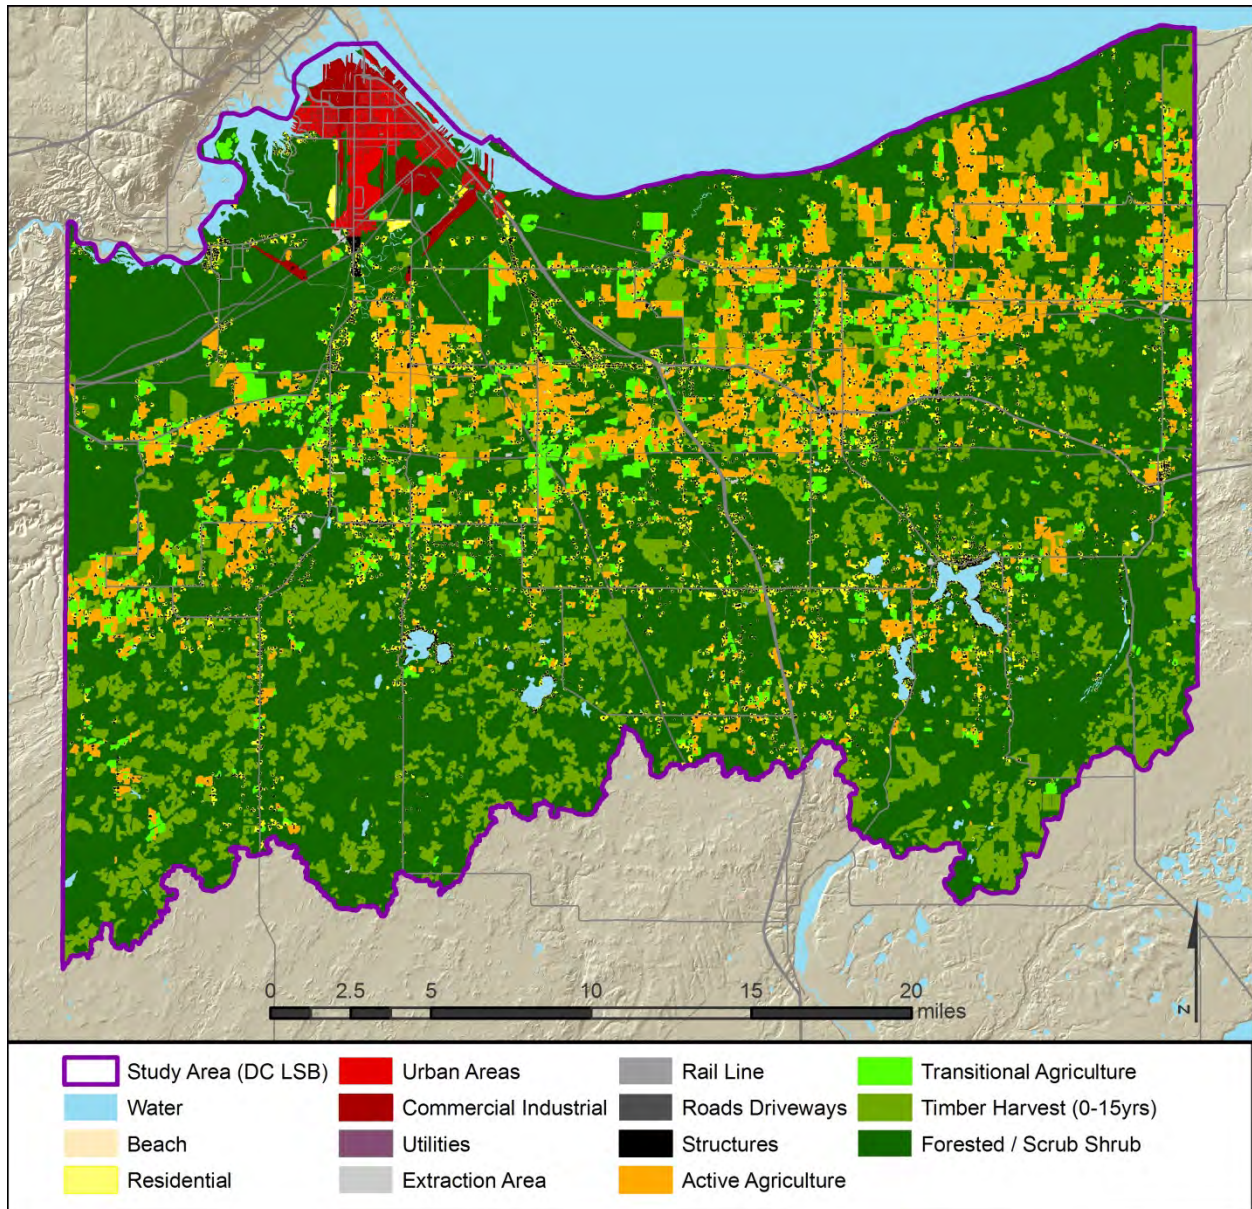 0 2.5 5 10 15 20
miles
N
Study Area (DC LSB) Urban Areas Rail Line Transitional Agriculture
Water Commercial Industrial Roads Driveways Timber Harvest (0-15yrs)
Beach Utilities Structures Forested / Scrub Shrub
Residential Extraction Area Active Agriculture